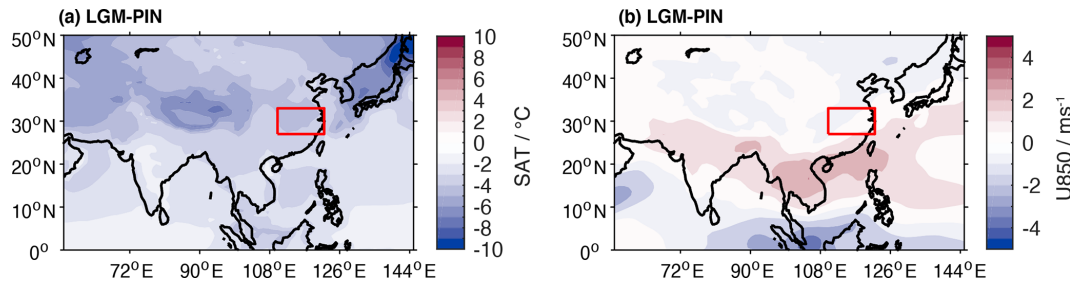 (a) LGM-PIN
50°N
40°N
30°N
20°N
10°N
0°
72°E
90°E
108°E
126°E
144°E
10
8
6
4
2
0
-2
-4
-6
-8
-10
SAT / °C
(b) LGM-PIN
50°N
40°N
30°N
20°N
10°N
0°
72°E
90°E
108°E
126°E
144°E
4
2
0
-2
-4
U850 / ms⁻¹